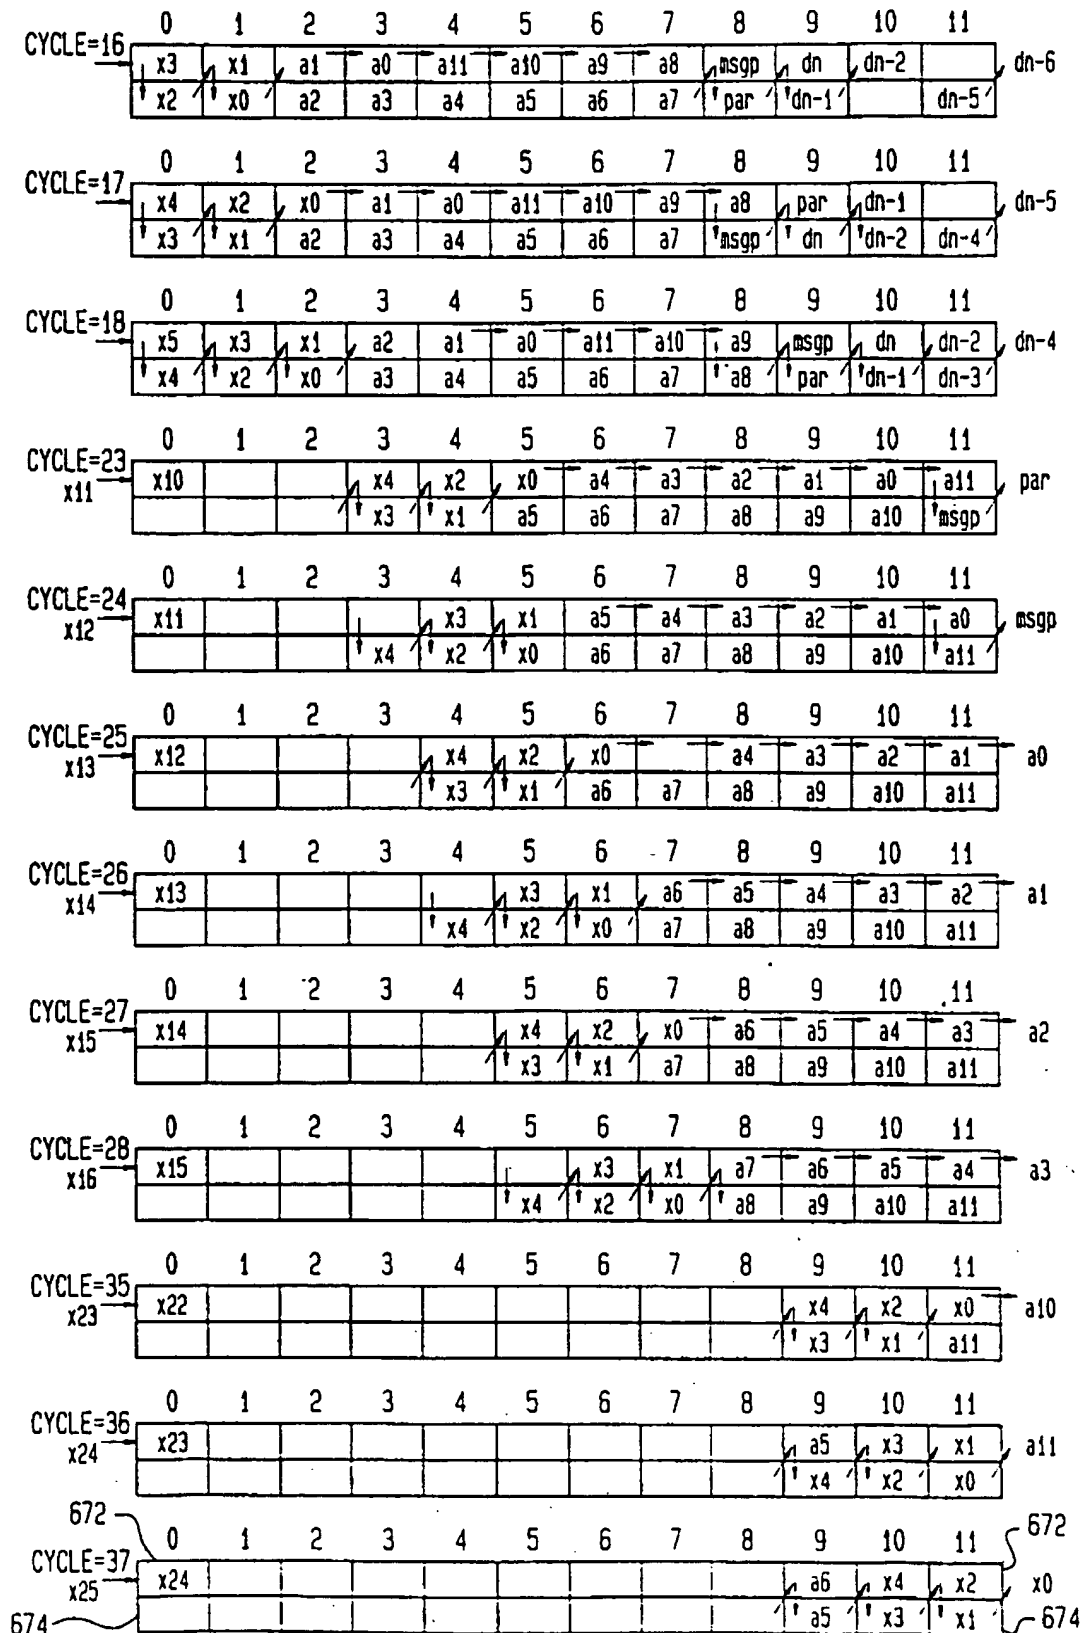 0 1 2 3 4 5 6 7 8 9 10 11
CYCLE=16
x3 x1 a1 a0 a11 a10 a9 a8 msgp dn dn-2 dn-6
x2 x0 a2 a3 a4 a5 a6 a7 par dn-1 dn-5
0 1 2 3 4 5 6 7 8 9 10 11
CYCLE=17
x4 x2 x0 a1 a0 a11 a10 a9 a8 par dn-1 dn-5
x3 x1 a2 a3 a4 a5 a6 a7 msgp dn dn-2 dn-4
0 1 2 3 4 5 6 7 8 9 10 11
CYCLE=18
x5 x3 x1 a2 a1 a0 a11 a10 a9 msgp dn dn-2 dn-4
x4 x2 x0 a3 a4 a5 a6 a7 a8 par dn-1 dn-3
0 1 2 3 4 5 6 7 8 9 10 11
CYCLE=23
x11 x10 x4 x2 x0 a4 a3 a2 a1 a0 a11 par
x3 x1 a5 a6 a7 a8 a9 a10 msgp
0 1 2 3 4 5 6 7 8 9 10 11
CYCLE=24
x12 x11 x3 x1 a5 a4 a3 a2 a1 a0 msgp
x4 x2 x0 a6 a7 a8 a9 a10 a11
0 1 2 3 4 5 6 7 8 9 10 11
CYCLE=25
x13 x12 x4 x2 x0 a4 a3 a2 a1 a0
x3 x1 a6 a7 a8 a9 a10 a11
0 1 2 3 4 5 6 7 8 9 10 11
CYCLE=26
x14 x13 x3 x1 a6 a5 a4 a3 a2 a1
x4 x2 x0 a7 a8 a9 a10 a11
0 1 2 3 4 5 6 7 8 9 10 11
CYCLE=27
x15 x14 x4 x2 x0 a6 a5 a4 a3 a2
x3 x1 a7 a8 a9 a10 a11
0 1 2 3 4 5 6 7 8 9 10 11
CYCLE=28
x16 x15 x3 x1 a7 a6 a5 a4 a3
x4 x2 x0 a8 a9 a10 a11
0 1 2 3 4 5 6 7 8 9 10 11
CYCLE=35
x23 x22 x4 x2 x0 a10
x3 x1 a11
0 1 2 3 4 5 6 7 8 9 10 11
CYCLE=36
x24 x23 a5 x3 x1 a11
x4 x2 x0
672 0 1 2 3 4 5 6 7 8 9 10 11 672
CYCLE=37
x25 x24 a6 x4 x2 x0
674 a5 x3 x1 674